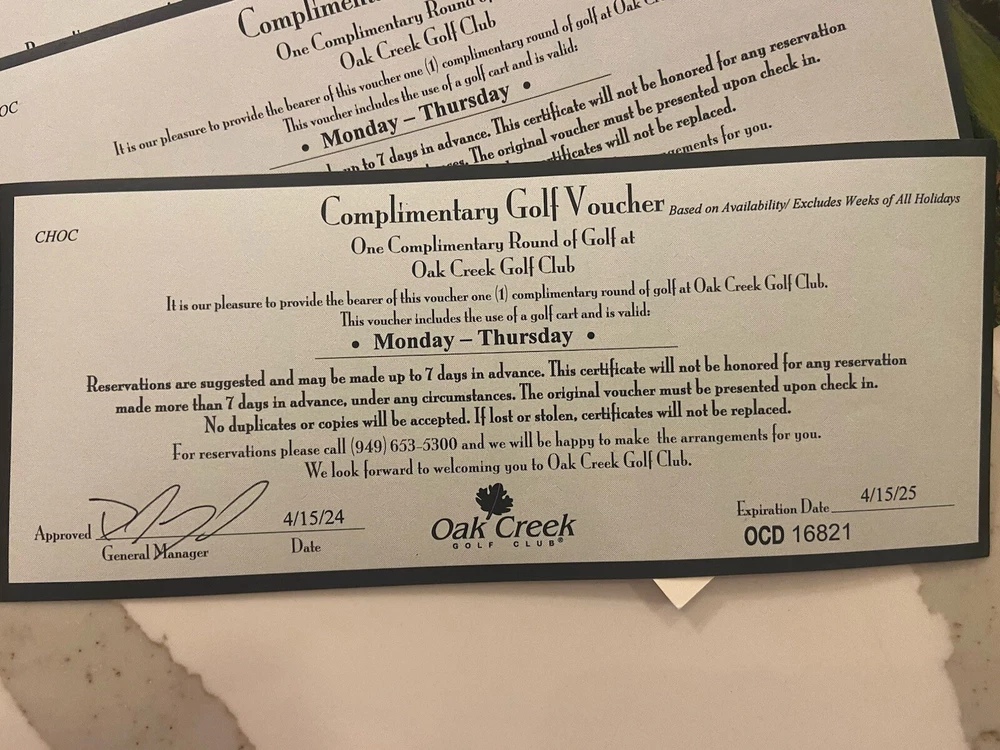 Complimen
One Complimentary Round
Oak Creek Golf Club
OC
It is our pleasure to provide the bearer of this voucher one (1) complimentary round of golf at Oak
This voucher includes the use of a golf cart and is valid:
• Monday – Thursday •
up to 7 days in advance. This certificate will not be honored for any reservation
The original voucher must be presented upon check in.
tificates will not be replaced.
gements for you.
Complimentary Golf Voucher Based on Availability/ Excludes Weeks of All Holidays
CHOC
One Complimentary Round of Golf at
Oak Creek Golf Club
It is our pleasure to provide the bearer of this voucher one (1) complimentary round of golf at Oak Creek Golf Club.
This voucher includes the use of a golf cart and is valid:
• Monday – Thursday •
Reservations are suggested and may be made up to 7 days in advance. This certificate will not be honored for any reservation
made more than 7 days in advance, under any circumstances. The original voucher must be presented upon check in.
No duplicates or copies will be accepted. If lost or stolen, certificates will not be replaced.
For reservations please call (949) 653-5300 and we will be happy to make the arrangements for you.
We look forward to welcoming you to Oak Creek Golf Club.
Approved 4/15/24
General Manager Date
Oak Creek
GOLF CLUB®
Expiration Date 4/15/25
OCD 16821